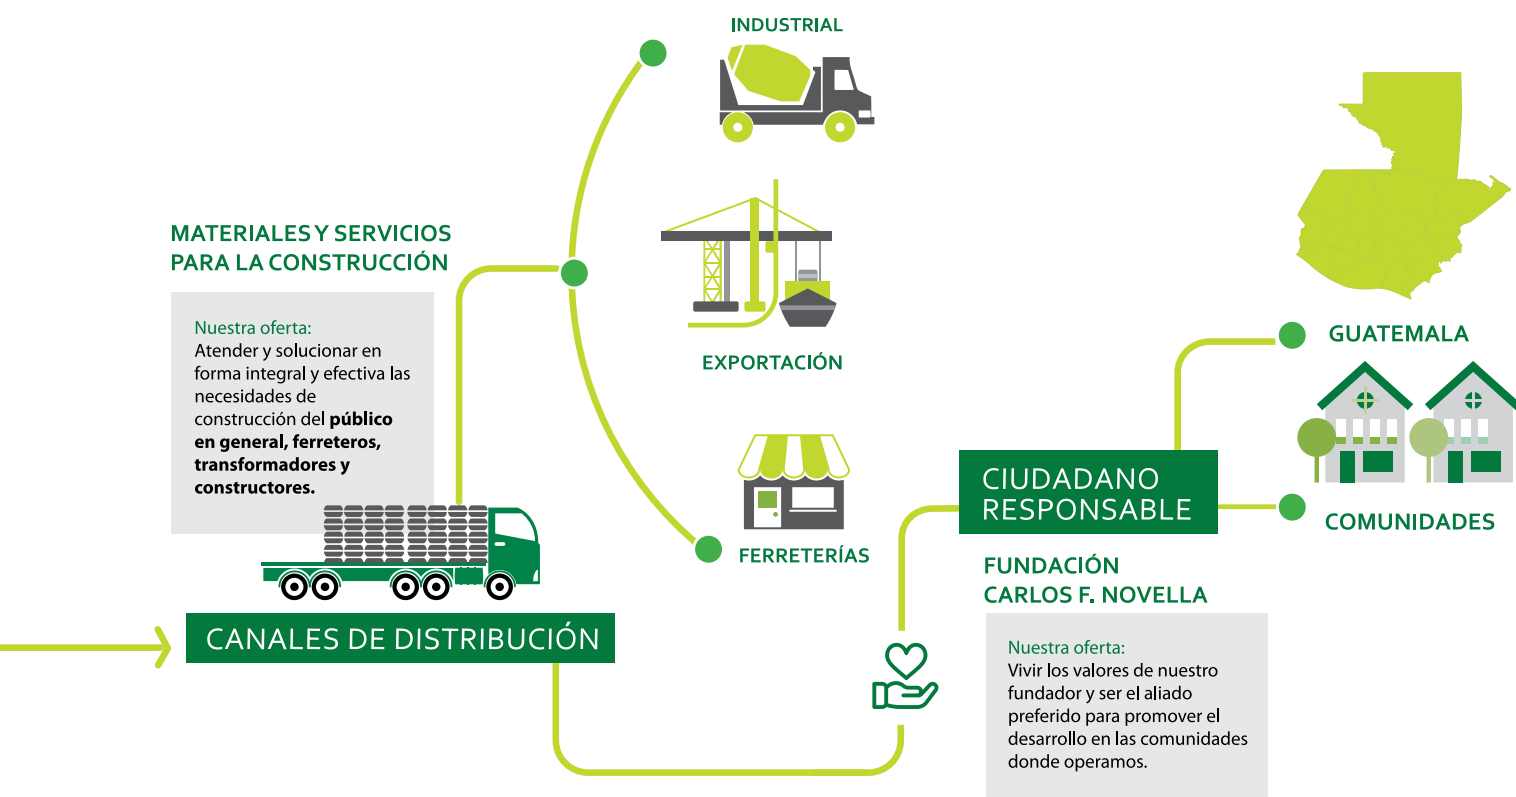 INDUSTRIAL
MATERIALES Y SERVICIOS
PARA LA CONSTRUCCIÓN
Nuestra oferta:
Atender y solucionar en
forma integral y efectiva las
necesidades de
construcción del público
en general, ferreteros,
transformadores y
constructores.
EXPORTACIÓN
FERRETERÍAS
CANALES DE DISTRIBUCIÓN
GUATEMALA
CIUDADANO
RESPONSABLE
COMUNIDADES
FUNDACIÓN
CARLOS F. NOVELLA
Nuestra oferta:
Vivir los valores de nuestro
fundador y ser el aliado
preferido para promover el
desarrollo en las comunidades
donde operamos.